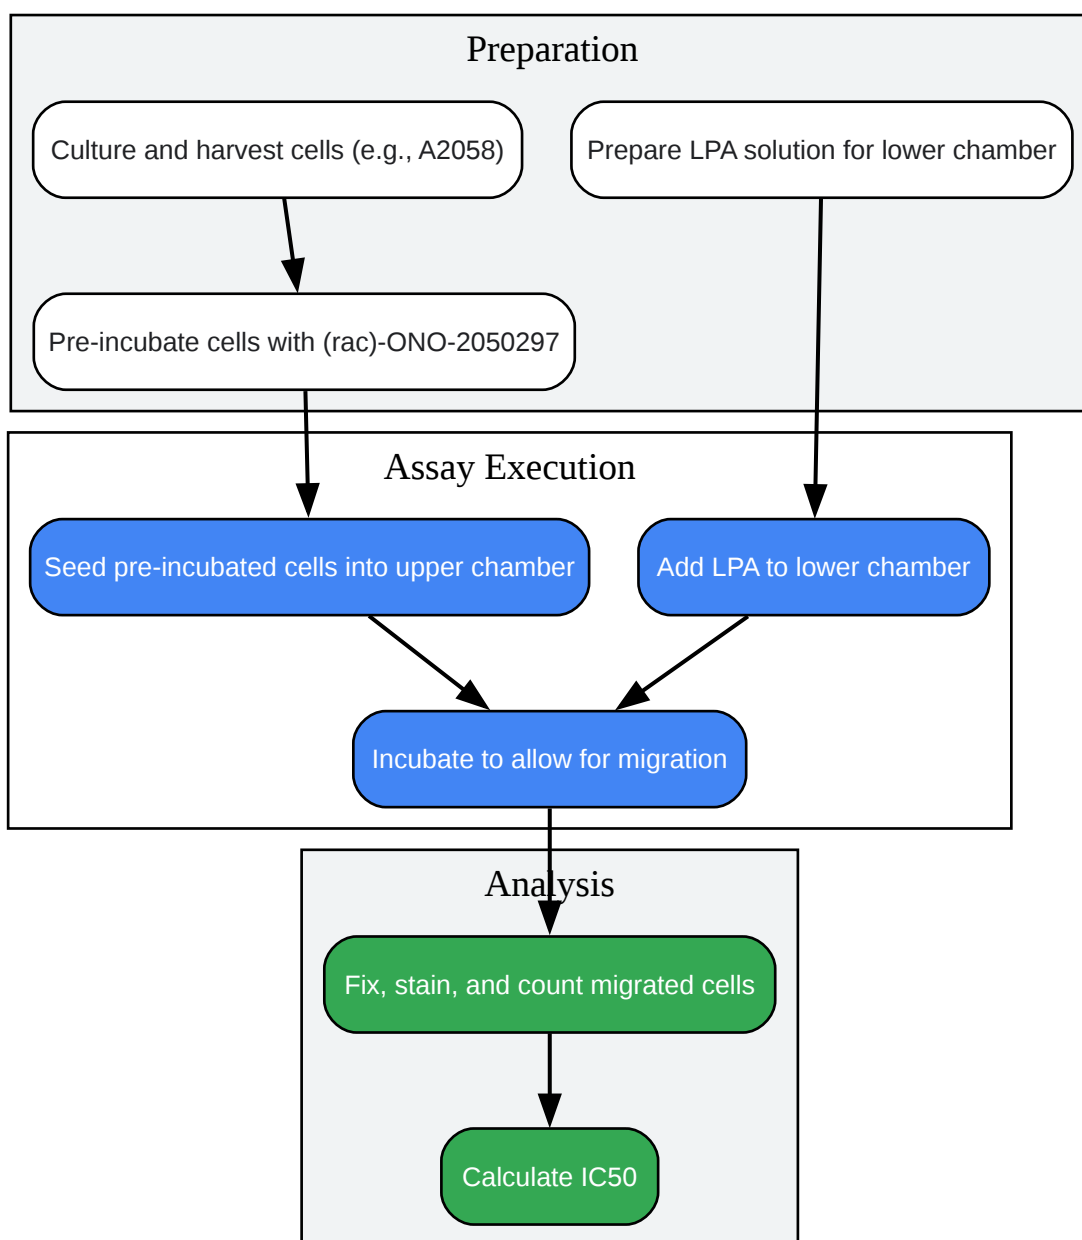 Preparation
Culture and harvest cells (e.g., A2058)
Prepare LPA solution for lower chamber
Pre-incubate cells with (rac)-ONO-2050297
Assay Execution
Seed pre-incubated cells into upper chamber
Add LPA to lower chamber
Incubate to allow for migration
Analysis
Fix, stain, and count migrated cells
Calculate IC50